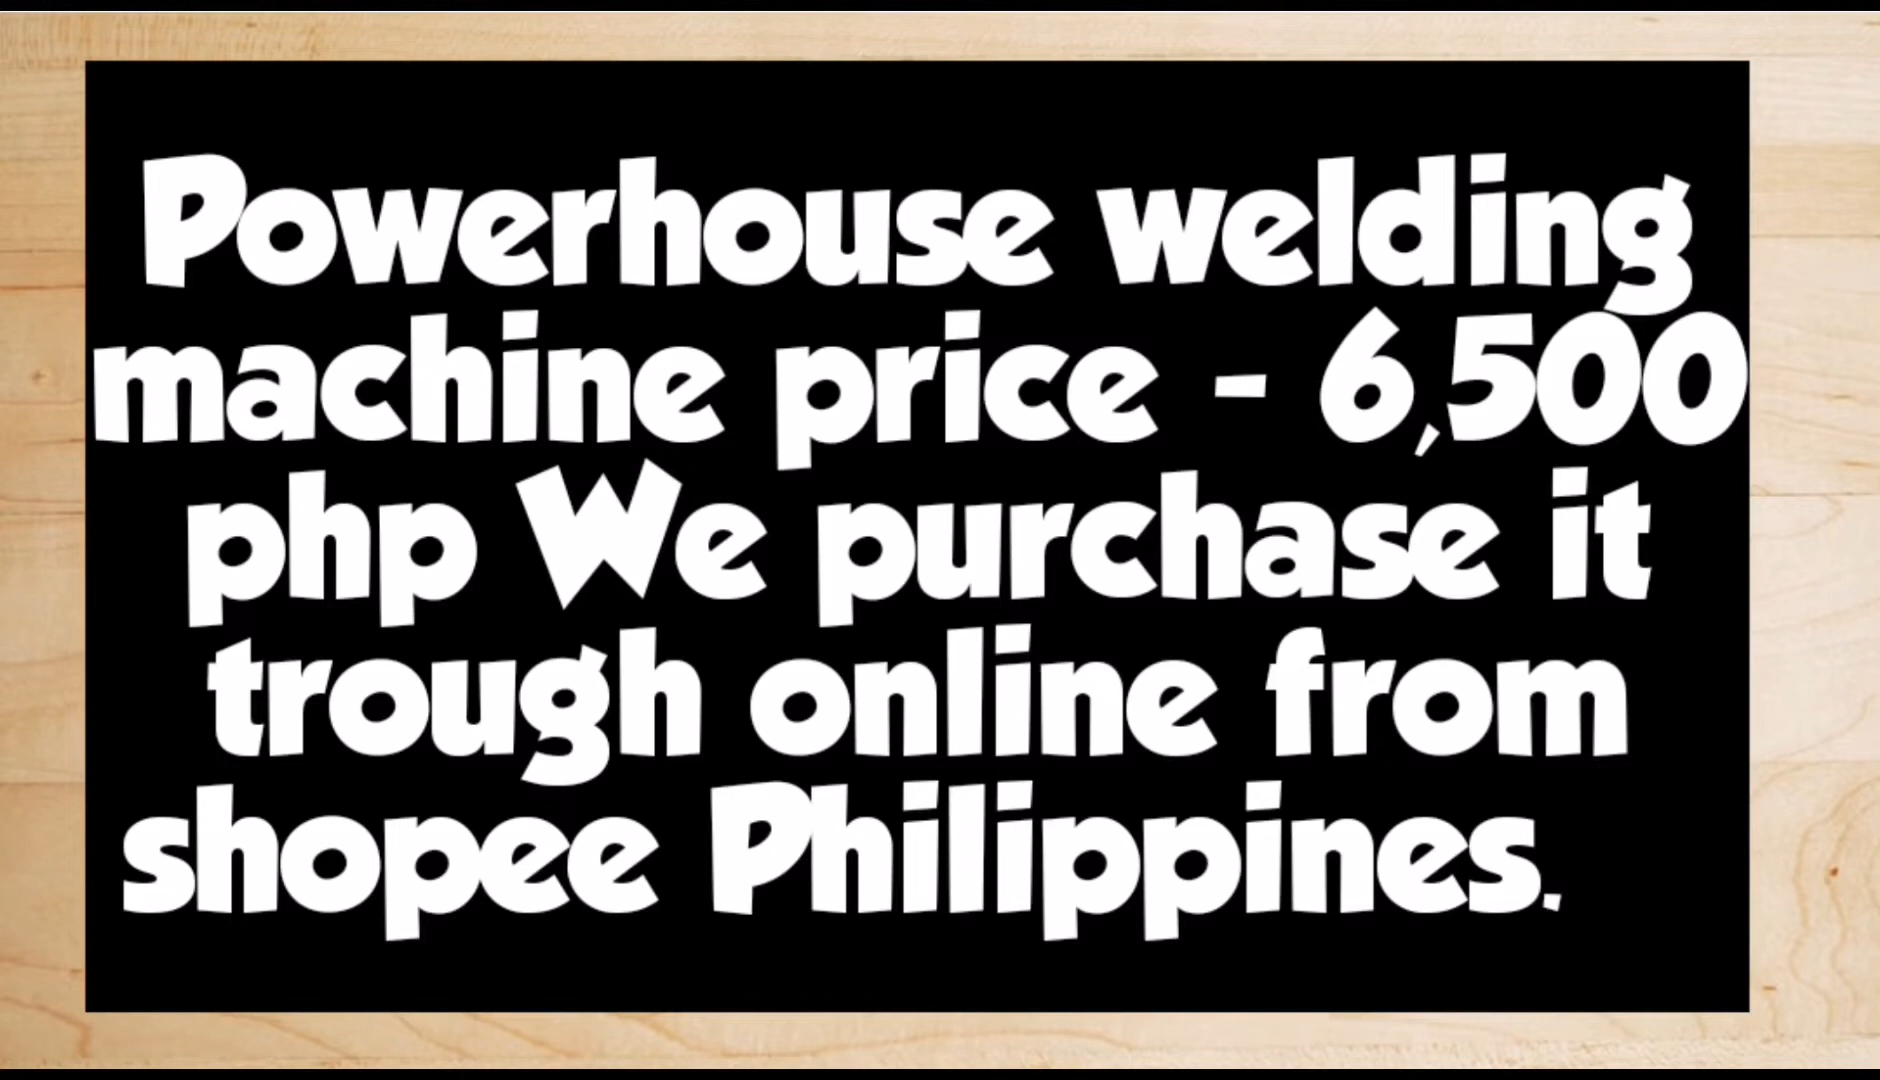 Powerhouse welding
machine price - 6,500
php We purchase it
trough online from
shopee Philippines.